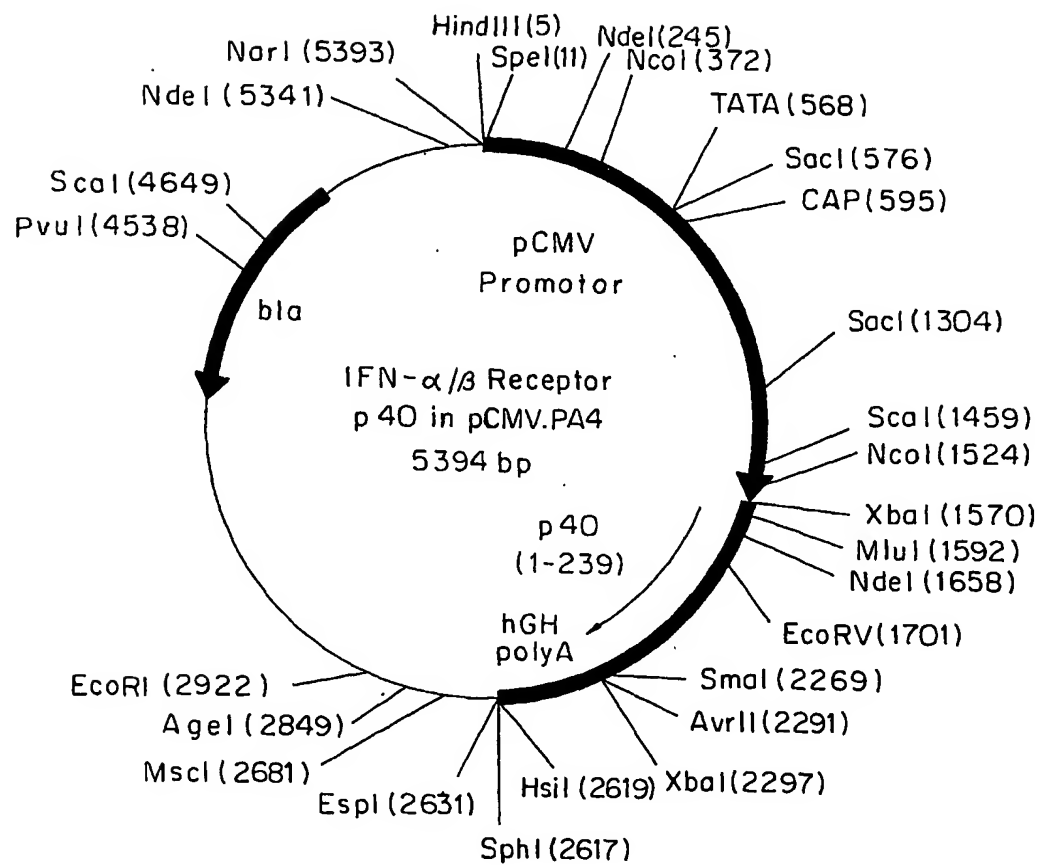 HindIII(5)
SpeI(11)
NdeI(245)
NcoI(372)
TATA(568)
SacI(576)
CAP(595)
SacI(1304)
ScaI(1459)
NcoI(1524)
XbaI(1570)
MluI(1592)
NdeI(1658)
EcoRV(1701)
SmaI(2269)
AvrII(2291)
XbaI(2297)
HsiI(2619)
SphI(2617)
EspI(2631)
MscI(2681)
AgeI(2849)
EcoRI(2922)
PvuI(4538)
ScaI(4649)
NdeI(5341)
NarI(5393)
pCMV
Promotor
bla
IFN-α/β Receptor
p40 in pCMV.PA4
5394 bp
p40
(1-239)
hGH
polyA